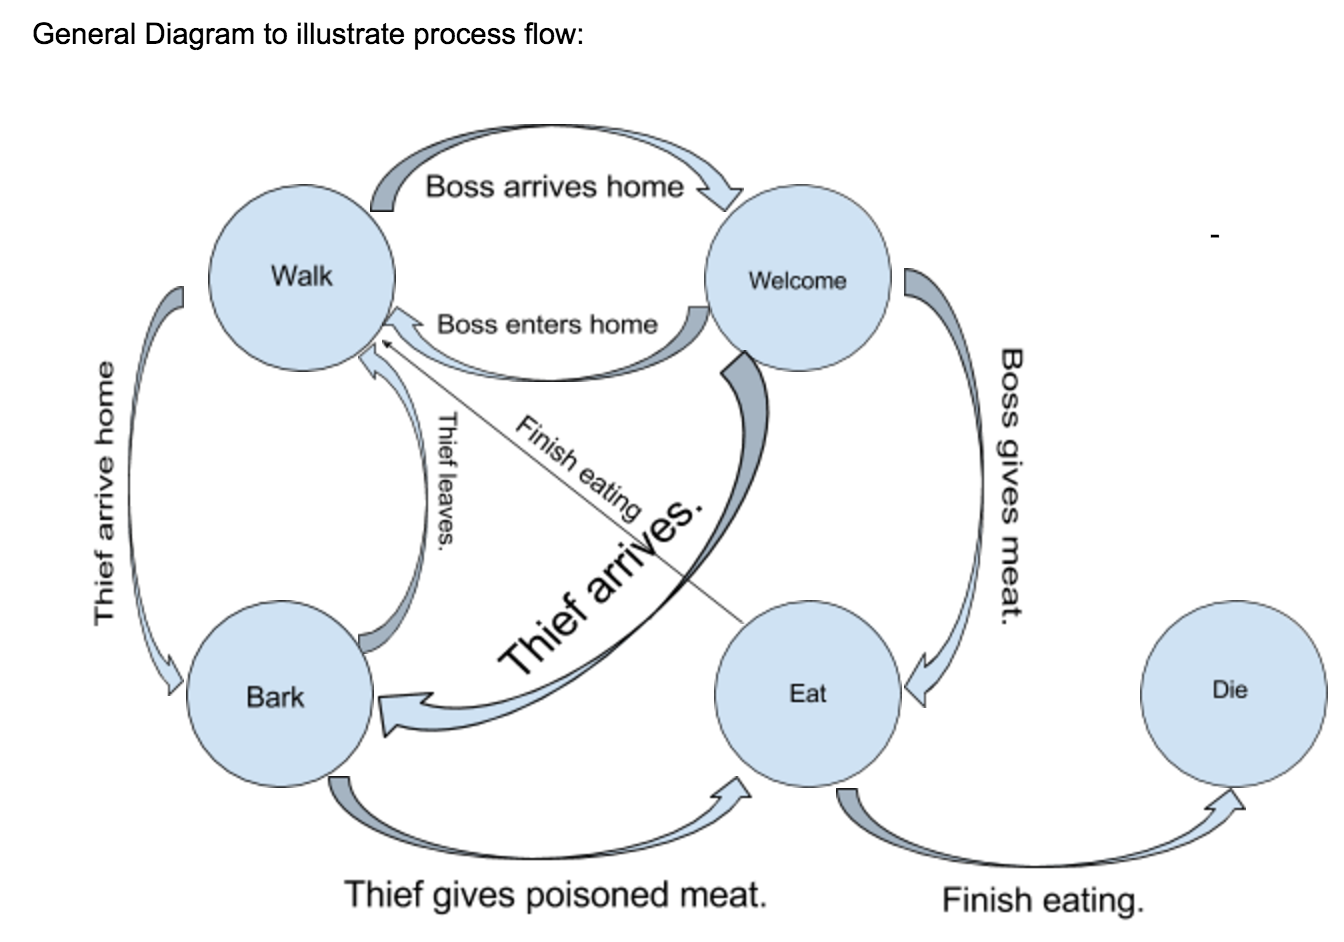 General Diagram to illustrate process flow:
Boss arrives home
-
Walk
Welcome
Boss enters home
Thief arrive home
Thief leaves.
Finish eating
Thief arrives.
Boss gives meat.
Bark
Eat
Die
Thief gives poisoned meat.
Finish eating.